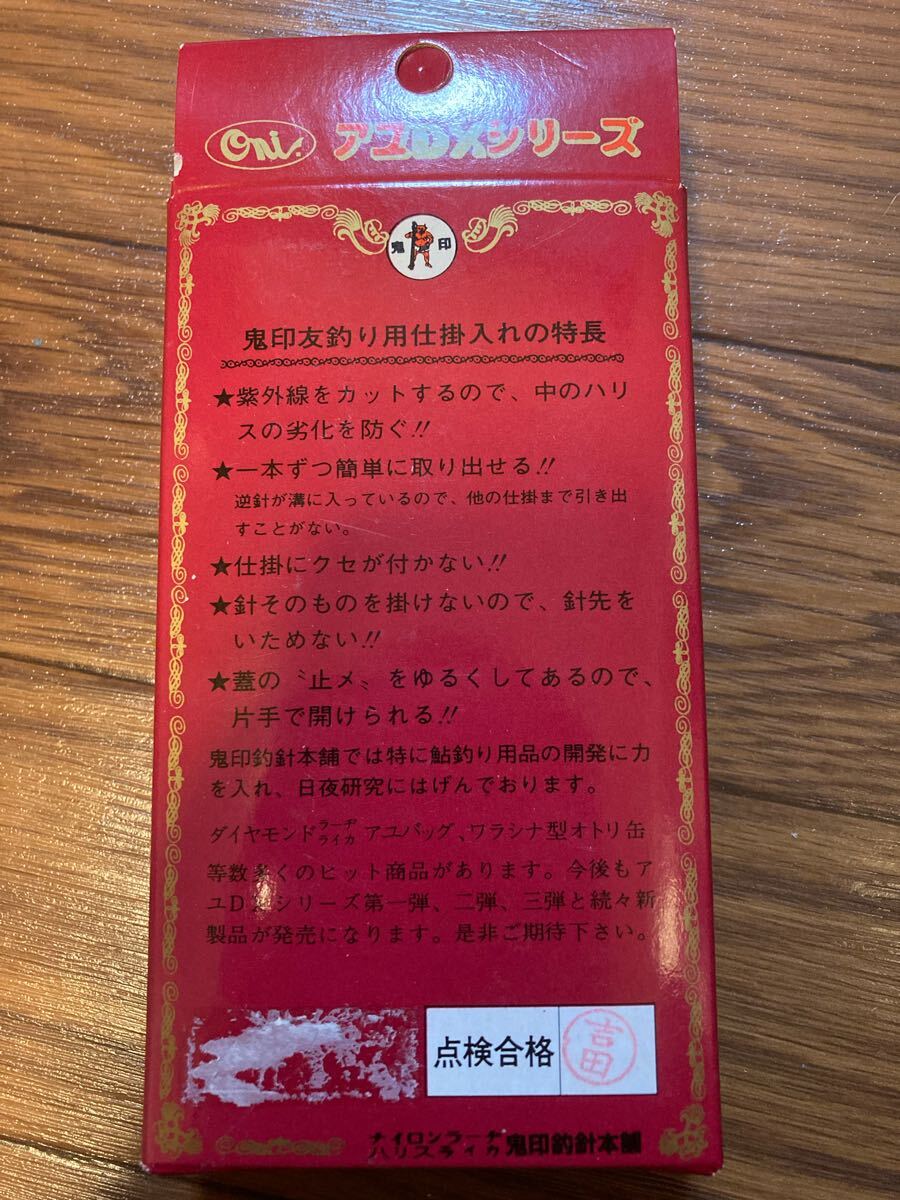 Oni.
アユDXシリーズ
鬼印
鬼印友釣り用仕掛入れの特長
★紫外線をカットするので、中のハリ
スの劣化を防ぐ!!
★一本ずつ簡単に取り出せる!!
逆針が溝に入っているので、他の仕掛まで引き出
すことがない。
★仕掛にクセが付かない!!
★針そのものを掛けないので、針先を
いためない!!
★蓋の〝止メ〟をゆるくしてあるので、
片手で開けられる!!
鬼印釣針本舗では特に鮎釣り用品の開発に力
を入れ、日夜研究にはげんでおります。
ダイヤモンドラーヂライカ アユバッグ、ワラシナ型オトリ缶
等数多くのヒット商品があります。今後もア
ユDXシリーズ第一弾、二弾、三弾と続々新
製品が発売になります。是非ご期待下さい。
点検合格 吉田
ナイロンハリス ラーヂライカ 鬼印釣針本舗